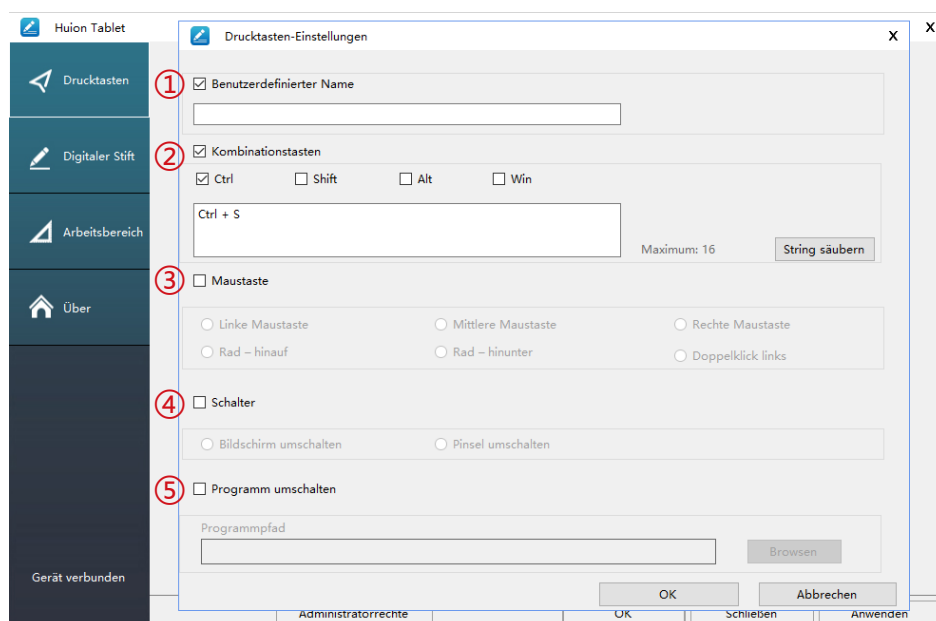 Huion Tablet
X
Drucktasten-Einstellungen
X
Drucktasten
Digitaler Stift
Arbeitsbereich
Über
Gerät verbunden
① Benutzerdefinierter Name
② Kombinationstasten
Ctrl Shift Alt Win
Ctrl + S
Maximum: 16 String säubern
③ Maustaste
Linke Maustaste Mittlere Maustaste Rechte Maustaste
Rad – hinauf Rad – hinunter Doppelklick links
④ Schalter
Bildschirm umschalten Pinsel umschalten
⑤ Programm umschalten
Programmpfad
Browsen
OK Abbrechen
Administratorrechte OK Schließen Anwenden